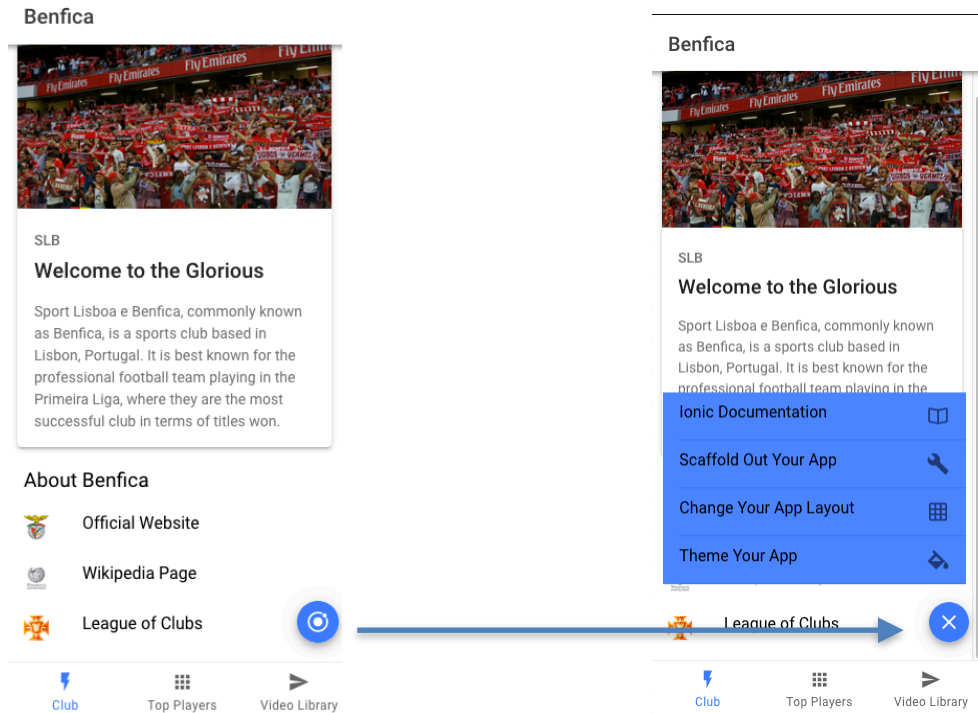 Benfica
Fly Emirates Fly Emirates Fly Emirates
SLB
Welcome to the Glorious
Sport Lisboa e Benfica, commonly known
as Benfica, is a sports club based in
Lisbon, Portugal. It is best known for the
professional football team playing in the
Primeira Liga, where they are the most
successful club in terms of titles won.
About Benfica
Official Website
Wikipedia Page
League of Clubs
Club
Top Players
Video Library
Benfica
Fly Emirates Fly Emirates Fly Emirates
SLB
Welcome to the Glorious
Sport Lisboa e Benfica, commonly known
as Benfica, is a sports club based in
Lisbon, Portugal. It is best known for the
professional football team playing in the
Ionic Documentation
Scaffold Out Your App
Change Your App Layout
Theme Your App
League of Clubs
Club
Top Players
Video Library